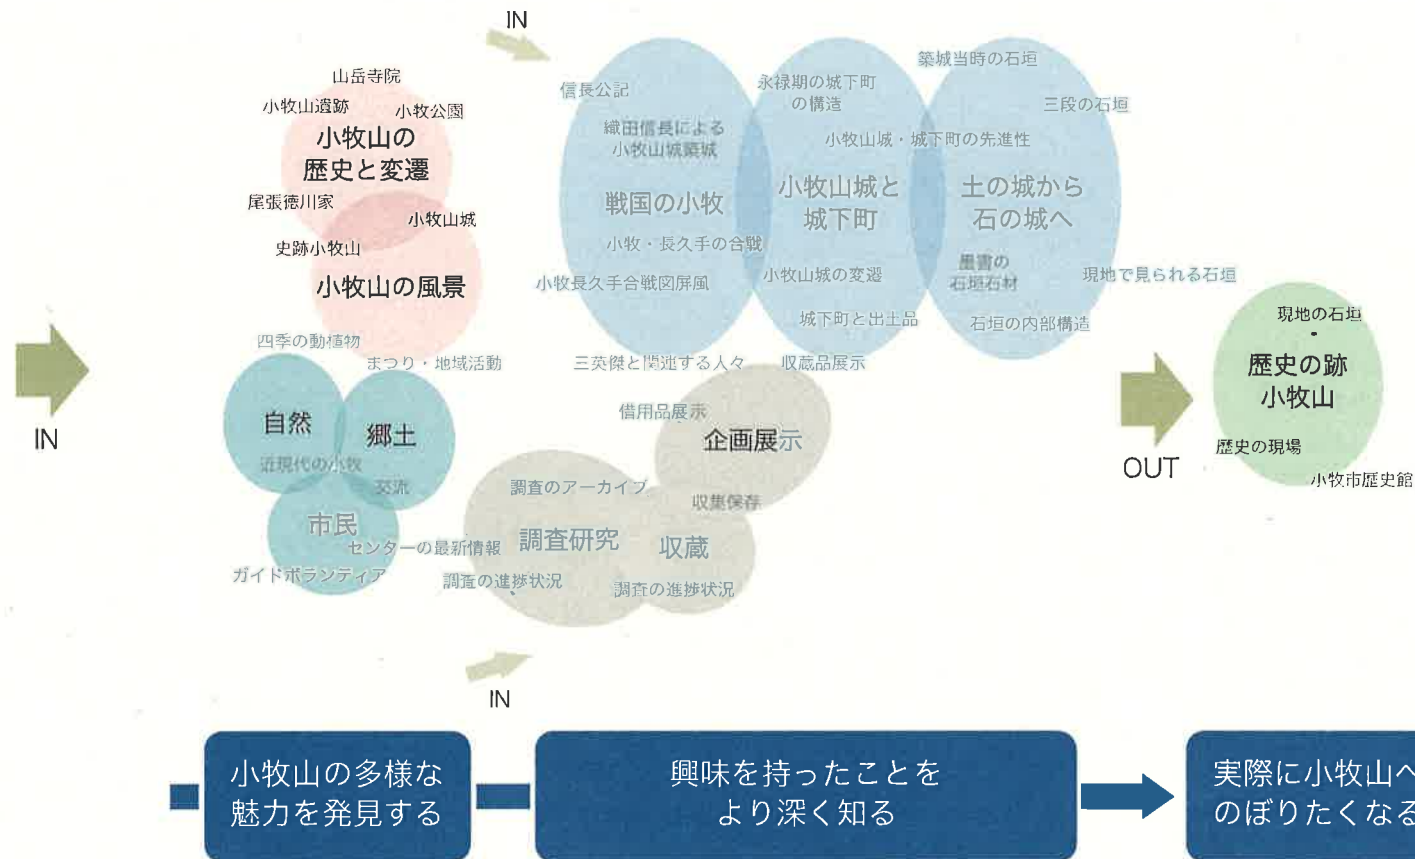 IN
IN
山岳寺院
小牧山遺跡
小牧公園
小牧山の
歴史と変遷
尾張徳川家
小牧山城
史跡小牧山
小牧山の風景
四季の動植物
まつり・地域活動
自然
郷土
近現代の小牧
交流
市民
センターの最新情報
ガイドボランティア
信長公記
織田信長による
小牧山城築城
戦国の小牧
小牧・長久手の合戦
小牧長久手合戦図屏風
三英傑と関連する人々
永禄期の城下町
の構造
小牧山城・城下町の先進性
小牧山城と
城下町
小牧山城の変遷
城下町と出土品
収蔵品展示
築城当時の石垣
三段の石垣
土の城から
石の城へ
墨書の
石垣石材
現地で見られる石垣
石垣の内部構造
借用品展示
企画展示
収集保存
調査のアーカイブ
調査研究
収蔵
調査の進捗状況
調査の進捗状況
IN
OUT
現地の石垣
歴史の跡
小牧山
歴史の現場
小牧市歴史館
小牧山の多様な
魅力を発見する
興味を持ったことを
より深く知る
実際に小牧山へ
のぼりたくなる